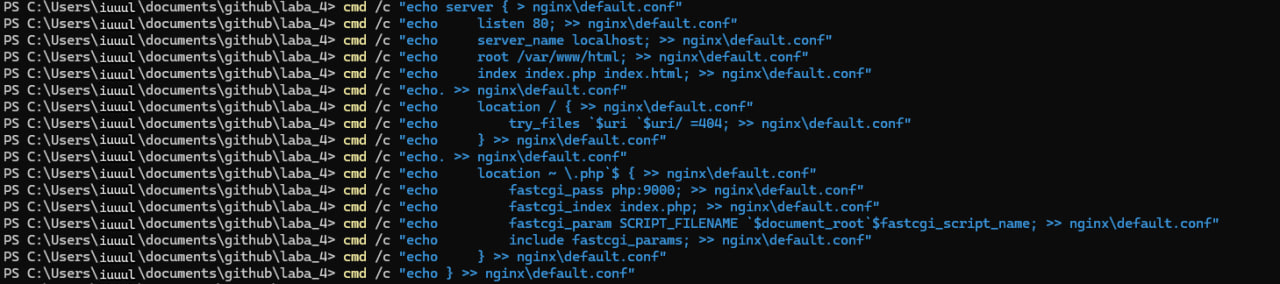 PS C:\Users\iuuul\documents\github\laba_4> cmd /c "echo server { > nginx\default.conf"
PS C:\Users\iuuul\documents\github\laba_4> cmd /c "echo     listen 80; >> nginx\default.conf"
PS C:\Users\iuuul\documents\github\laba_4> cmd /c "echo     server_name localhost; >> nginx\default.conf"
PS C:\Users\iuuul\documents\github\laba_4> cmd /c "echo     root /var/www/html; >> nginx\default.conf"
PS C:\Users\iuuul\documents\github\laba_4> cmd /c "echo     index index.php index.html; >> nginx\default.conf"
PS C:\Users\iuuul\documents\github\laba_4> cmd /c "echo. >> nginx\default.conf"
PS C:\Users\iuuul\documents\github\laba_4> cmd /c "echo     location / { >> nginx\default.conf"
PS C:\Users\iuuul\documents\github\laba_4> cmd /c "echo         try_files `$uri `$uri/ =404; >> nginx\default.conf"
PS C:\Users\iuuul\documents\github\laba_4> cmd /c "echo     } >> nginx\default.conf"
PS C:\Users\iuuul\documents\github\laba_4> cmd /c "echo. >> nginx\default.conf"
PS C:\Users\iuuul\documents\github\laba_4> cmd /c "echo     location ~ \.php`$ { >> nginx\default.conf"
PS C:\Users\iuuul\documents\github\laba_4> cmd /c "echo         fastcgi_pass php:9000; >> nginx\default.conf"
PS C:\Users\iuuul\documents\github\laba_4> cmd /c "echo         fastcgi_index index.php; >> nginx\default.conf"
PS C:\Users\iuuul\documents\github\laba_4> cmd /c "echo         fastcgi_param SCRIPT_FILENAME `$document_root`$fastcgi_script_name; >> nginx\default.conf"
PS C:\Users\iuuul\documents\github\laba_4> cmd /c "echo         include fastcgi_params; >> nginx\default.conf"
PS C:\Users\iuuul\documents\github\laba_4> cmd /c "echo     } >> nginx\default.conf"
PS C:\Users\iuuul\documents\github\laba_4> cmd /c "echo } >> nginx\default.conf"